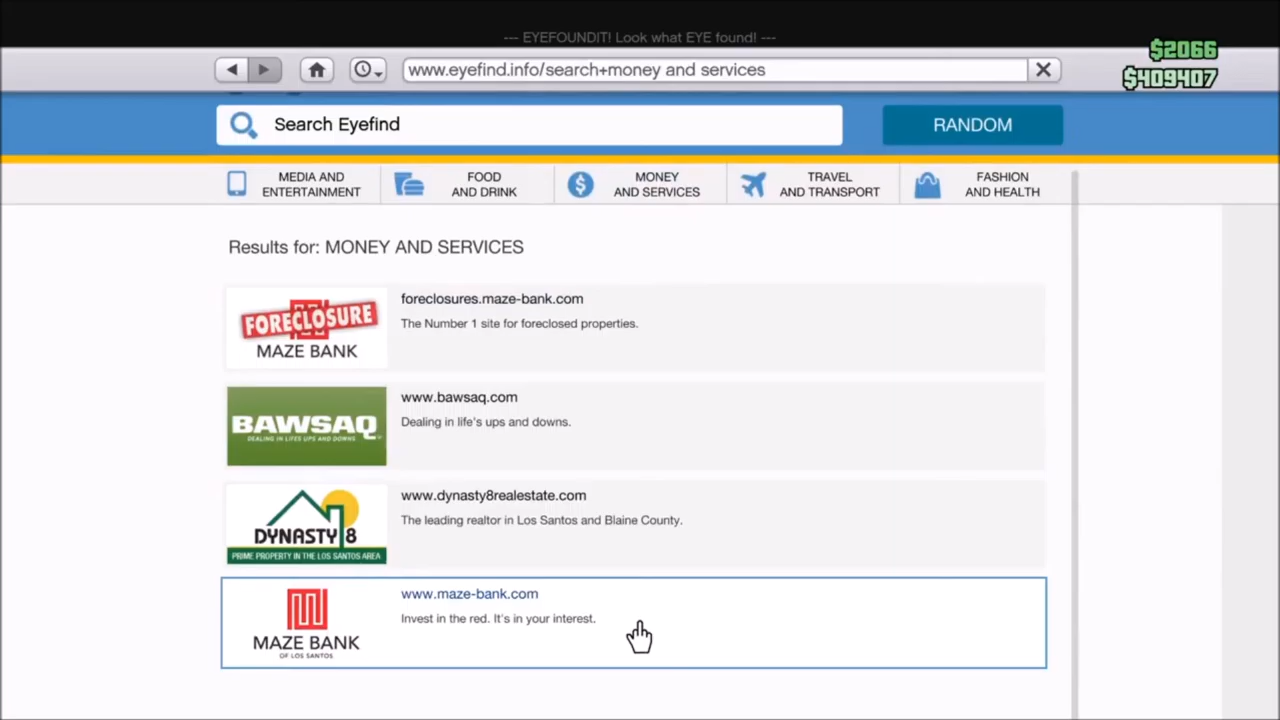 --- EYEFOUNDIT! Look what EYE found! ---
$2066
www.eyefind.info/search+money and services
$409407
Search Eyefind
RANDOM
MEDIA AND
ENTERTAINMENT
FOOD
AND DRINK
MONEY
AND SERVICES
TRAVEL
AND TRANSPORT
FASHION
AND HEALTH
Results for: MONEY AND SERVICES
FORECLOSURE
MAZE BANK
foreclosures.maze-bank.com
The Number 1 site for foreclosed properties.
BAWSAQ
DEALING IN LIFE'S UPS AND DOWNS
www.bawsaq.com
Dealing in life's ups and downs.
DYNASTY 8
PRIME PROPERTY IN THE LOS SANTOS AREA
www.dynasty8realestate.com
The leading realtor in Los Santos and Blaine County.
MAZE BANK
OF LOS SANTOS
www.maze-bank.com
Invest in the red. It's in your interest.